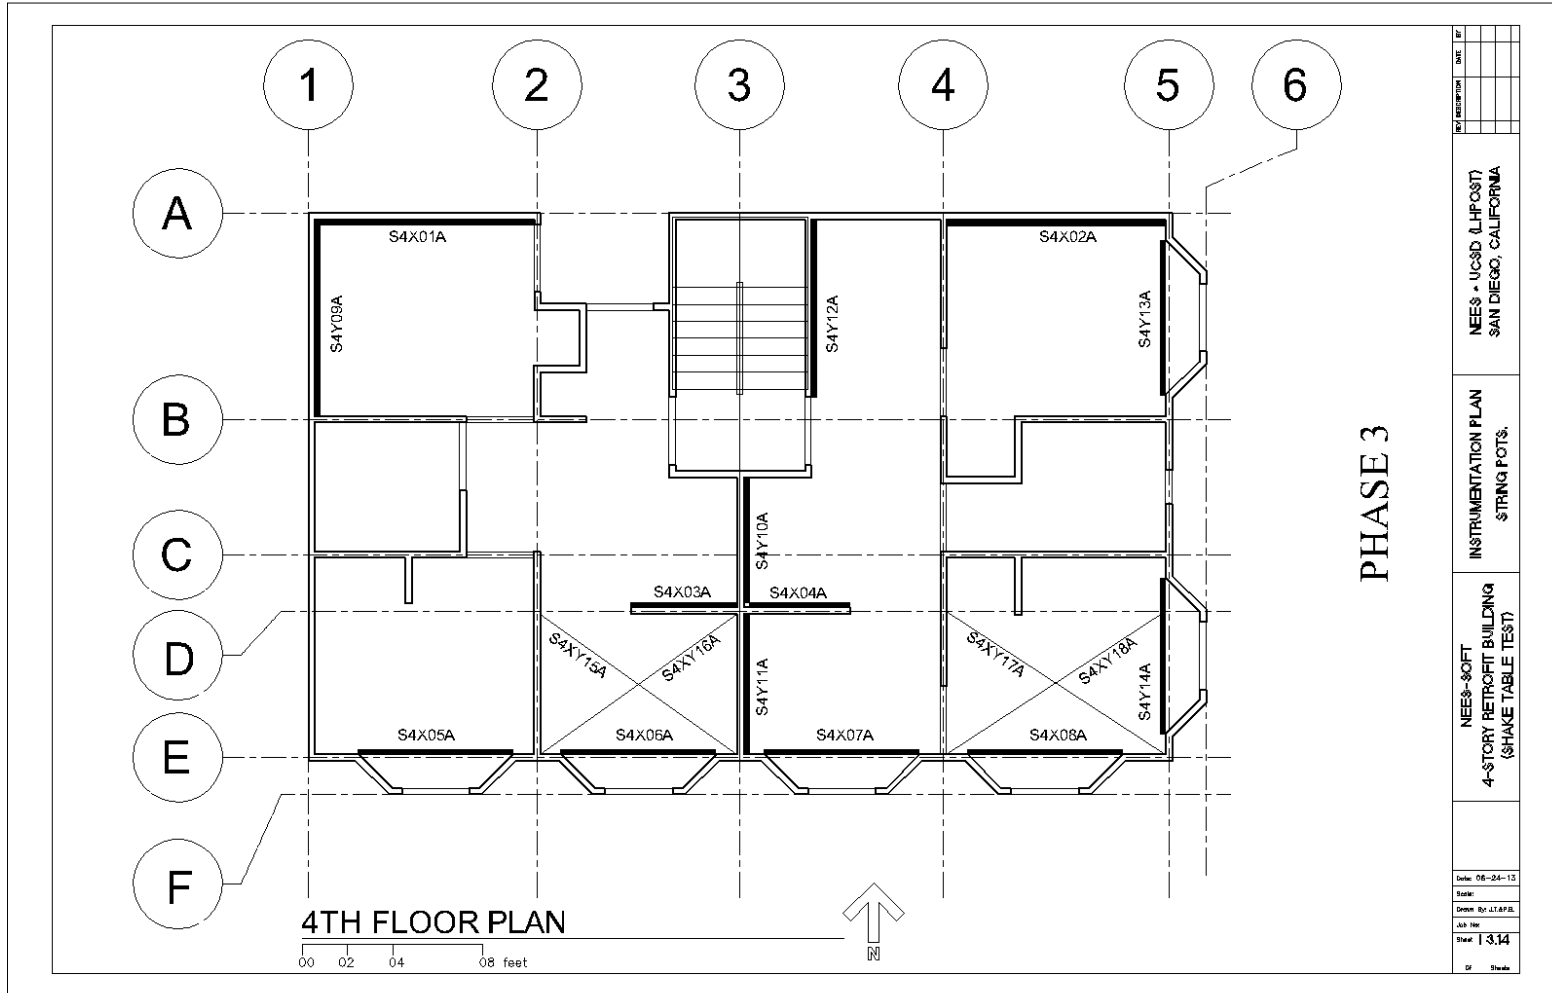 1 2 3 4 5 6
A
B
C
D
E
F
S4X01A
S4X02A
S4Y09A
S4Y12A
S4Y13A
S4Y10A
S4X03A
S4X04A
S4XY15A
S4XY16A
S4Y11A
S4XY17A
S4XY18A
S4Y14A
S4X05A
S4X06A
S4X07A
S4X08A
4TH FLOOR PLAN
00 02 04 08 feet
N
PHASE 3
REV DESCRIPTION DATE BY
NEES - UCSD (LHPOST)
SAN DIEGO, CALIFORNIA
INSTRUMENTATION PLAN
STRING POTS.
NEES-SOFT
4-STORY RETROFIT BUILDING
(SHAKE TABLE TEST)
Date: 06-24-13
Scale:
Drawn By: J.T.&P.B.
Job No:
Sheet I 3.14
Of Sheets